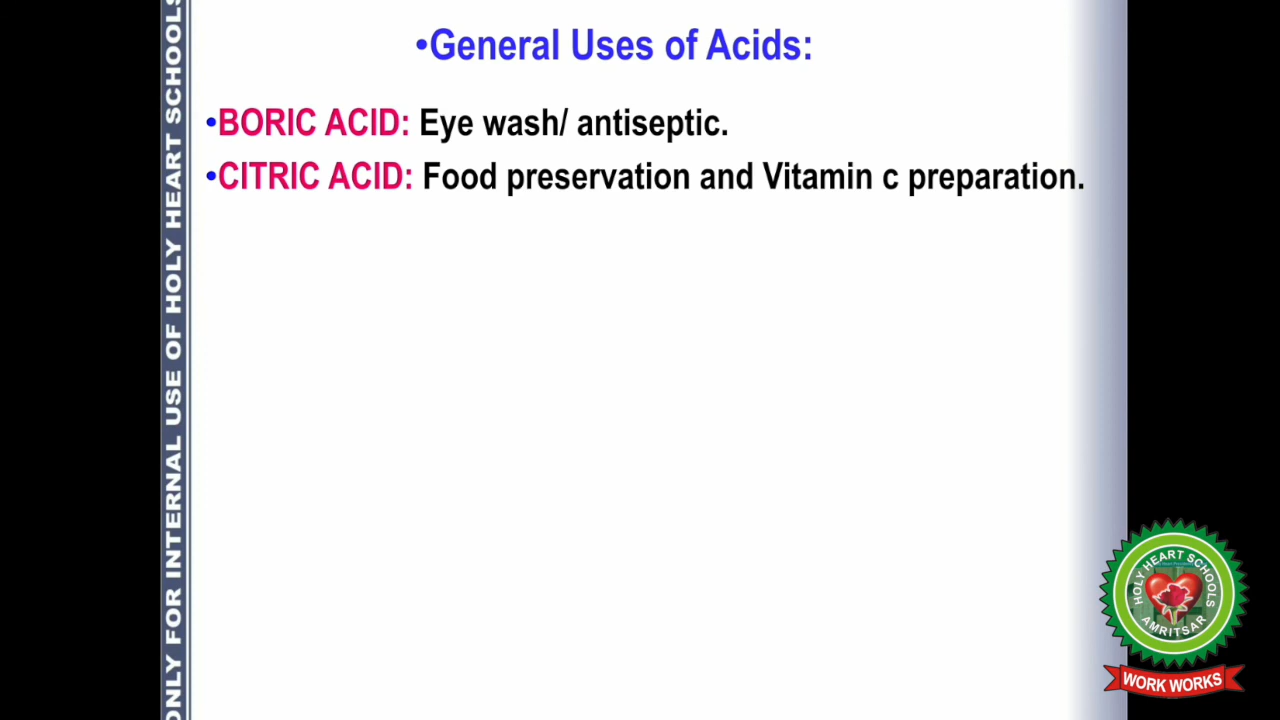 •General Uses of Acids:
•BORIC ACID: Eye wash/ antiseptic.
•CITRIC ACID: Food preservation and Vitamin c preparation.
ONLY FOR INTERNAL USE OF HOLY HEART SCHOOLS
HOLY HEART SCHOOLS
AMRITSAR
WORK WORKS